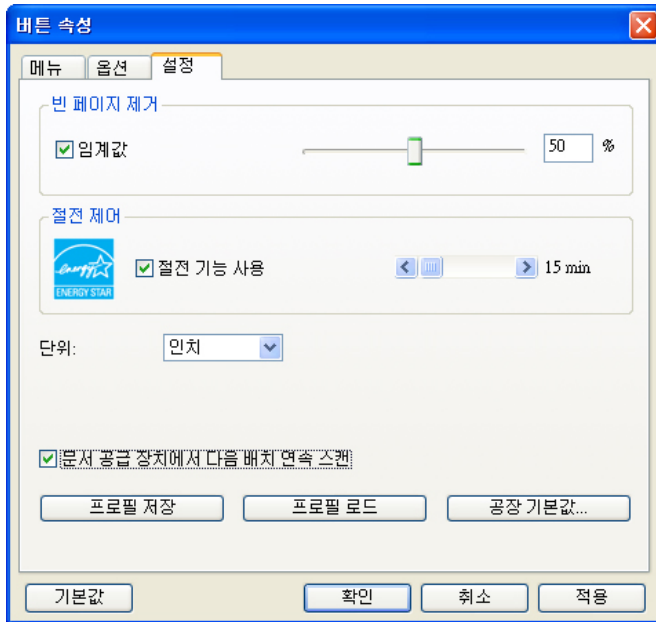 버튼 속성
메뉴 옵션 설정
빈 페이지 제거
임계값 50 %
절전 제어
energy
ENERGY STAR
절전 기능 사용 15 min
단위: 인치
문서 공급 장치에서 다음 배치 연속 스캔
프로필 저장 프로필 로드 공장 기본값...
기본값 확인 취소 적용